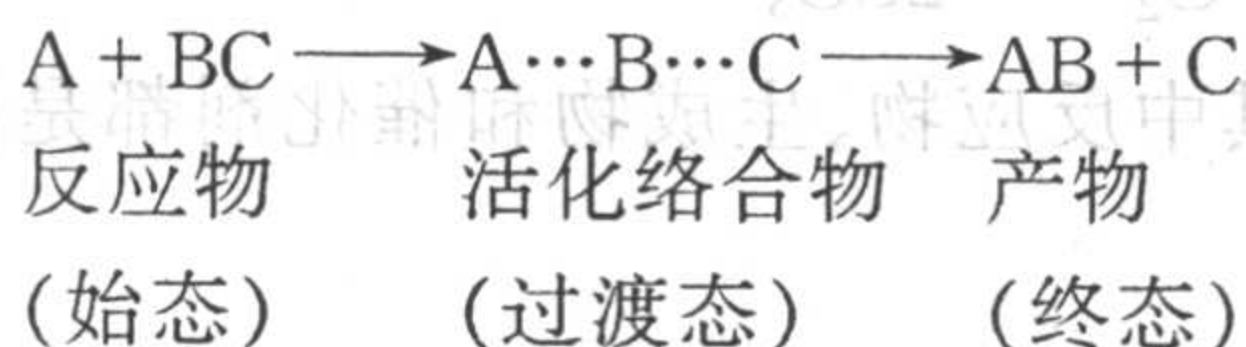 A + BC ⟶ A···B···C ⟶ AB + C
反应物 活化络合物 产物
(始态) (过渡态) (终态)